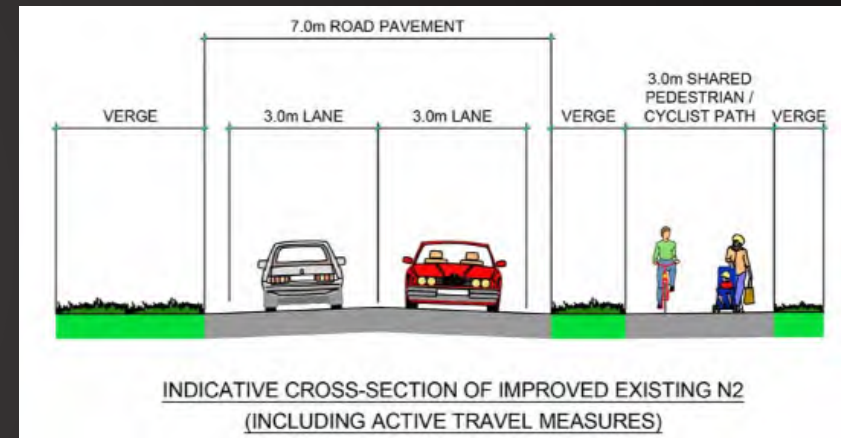 7.0m ROAD PAVEMENT
3.0m SHARED
PEDESTRIAN /
CYCLIST PATH
VERGE
3.0m LANE
3.0m LANE
VERGE
VERGE
INDICATIVE CROSS-SECTION OF IMPROVED EXISTING N2
(INCLUDING ACTIVE TRAVEL MEASURES)